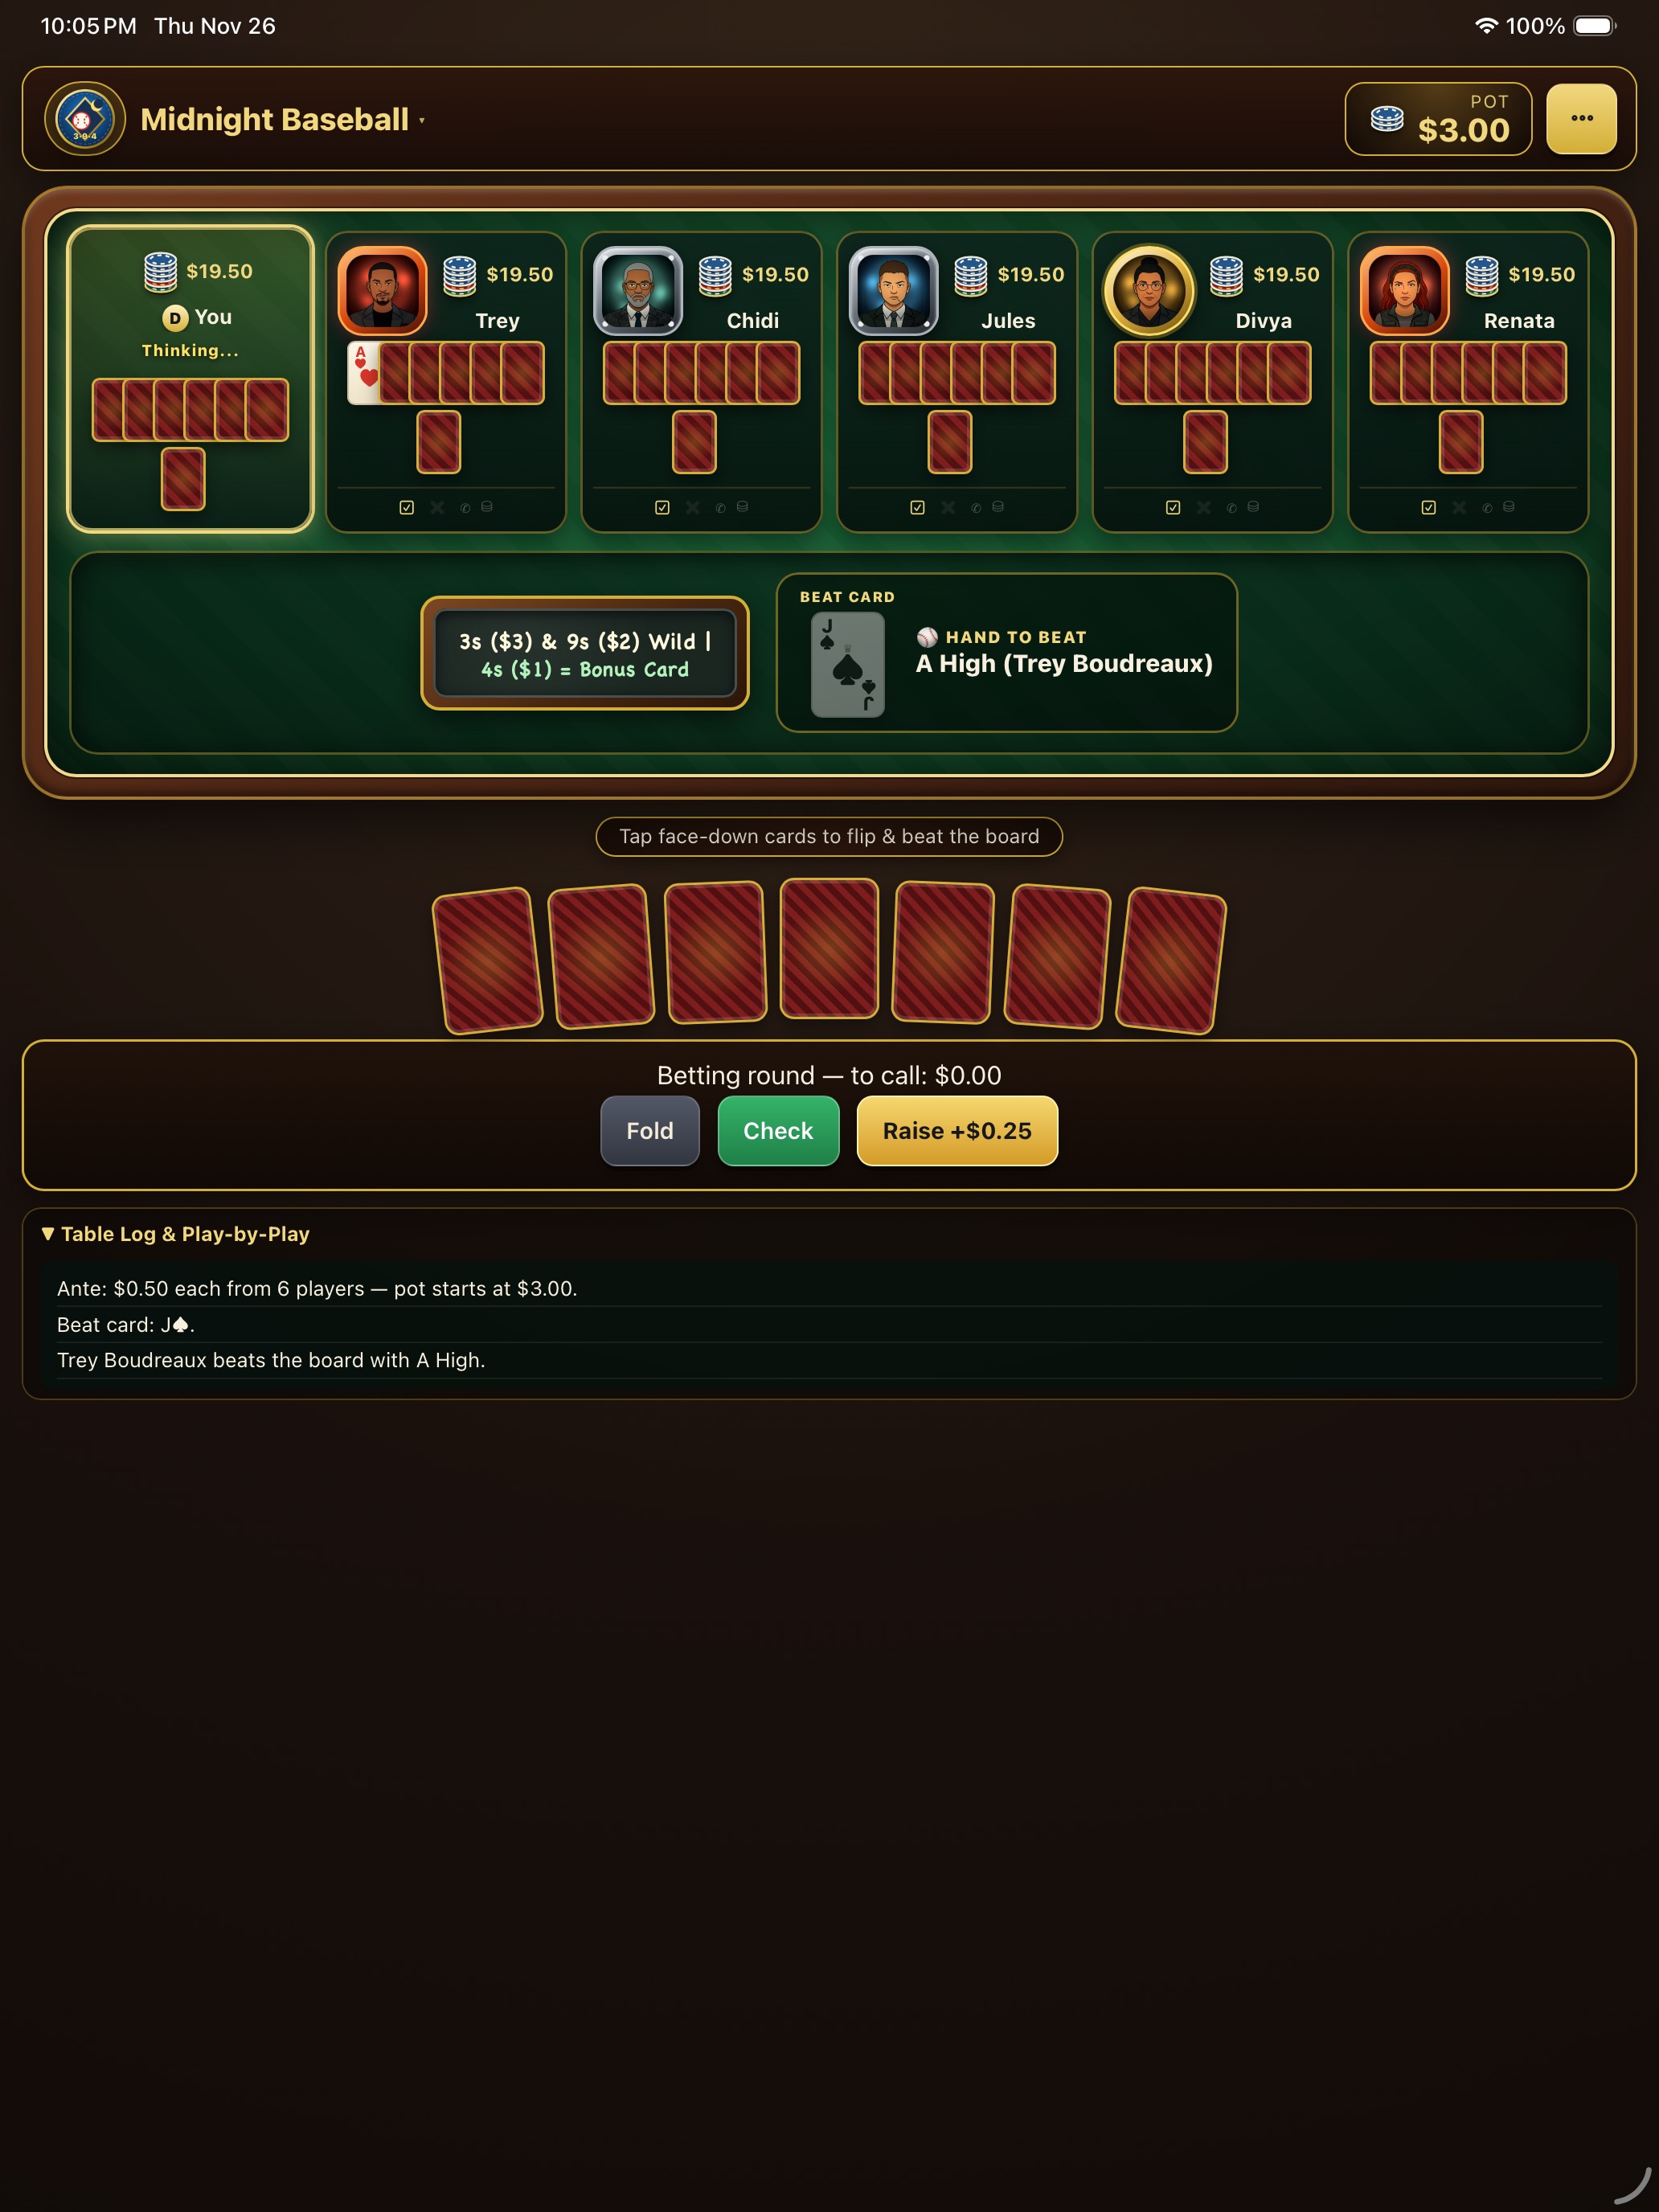 10:05 PM Thu Nov 26
100%
3·9·4
Midnight Baseball
POT
$3.00
$19.50
D You
Thinking...
$19.50
Trey
A
$19.50
Chidi
$19.50
Jules
$19.50
Divya
$19.50
Renata
3s ($3) & 9s ($2) Wild |
4s ($1) = Bonus Card
BEAT CARD
J
J
HAND TO BEAT
A High (Trey Boudreaux)
Tap face-down cards to flip & beat the board
Betting round — to call: $0.00
Fold
Check
Raise +$0.25
Table Log & Play-by-Play
Ante: $0.50 each from 6 players — pot starts at $3.00.
Beat card: J♠.
Trey Boudreaux beats the board with A High.